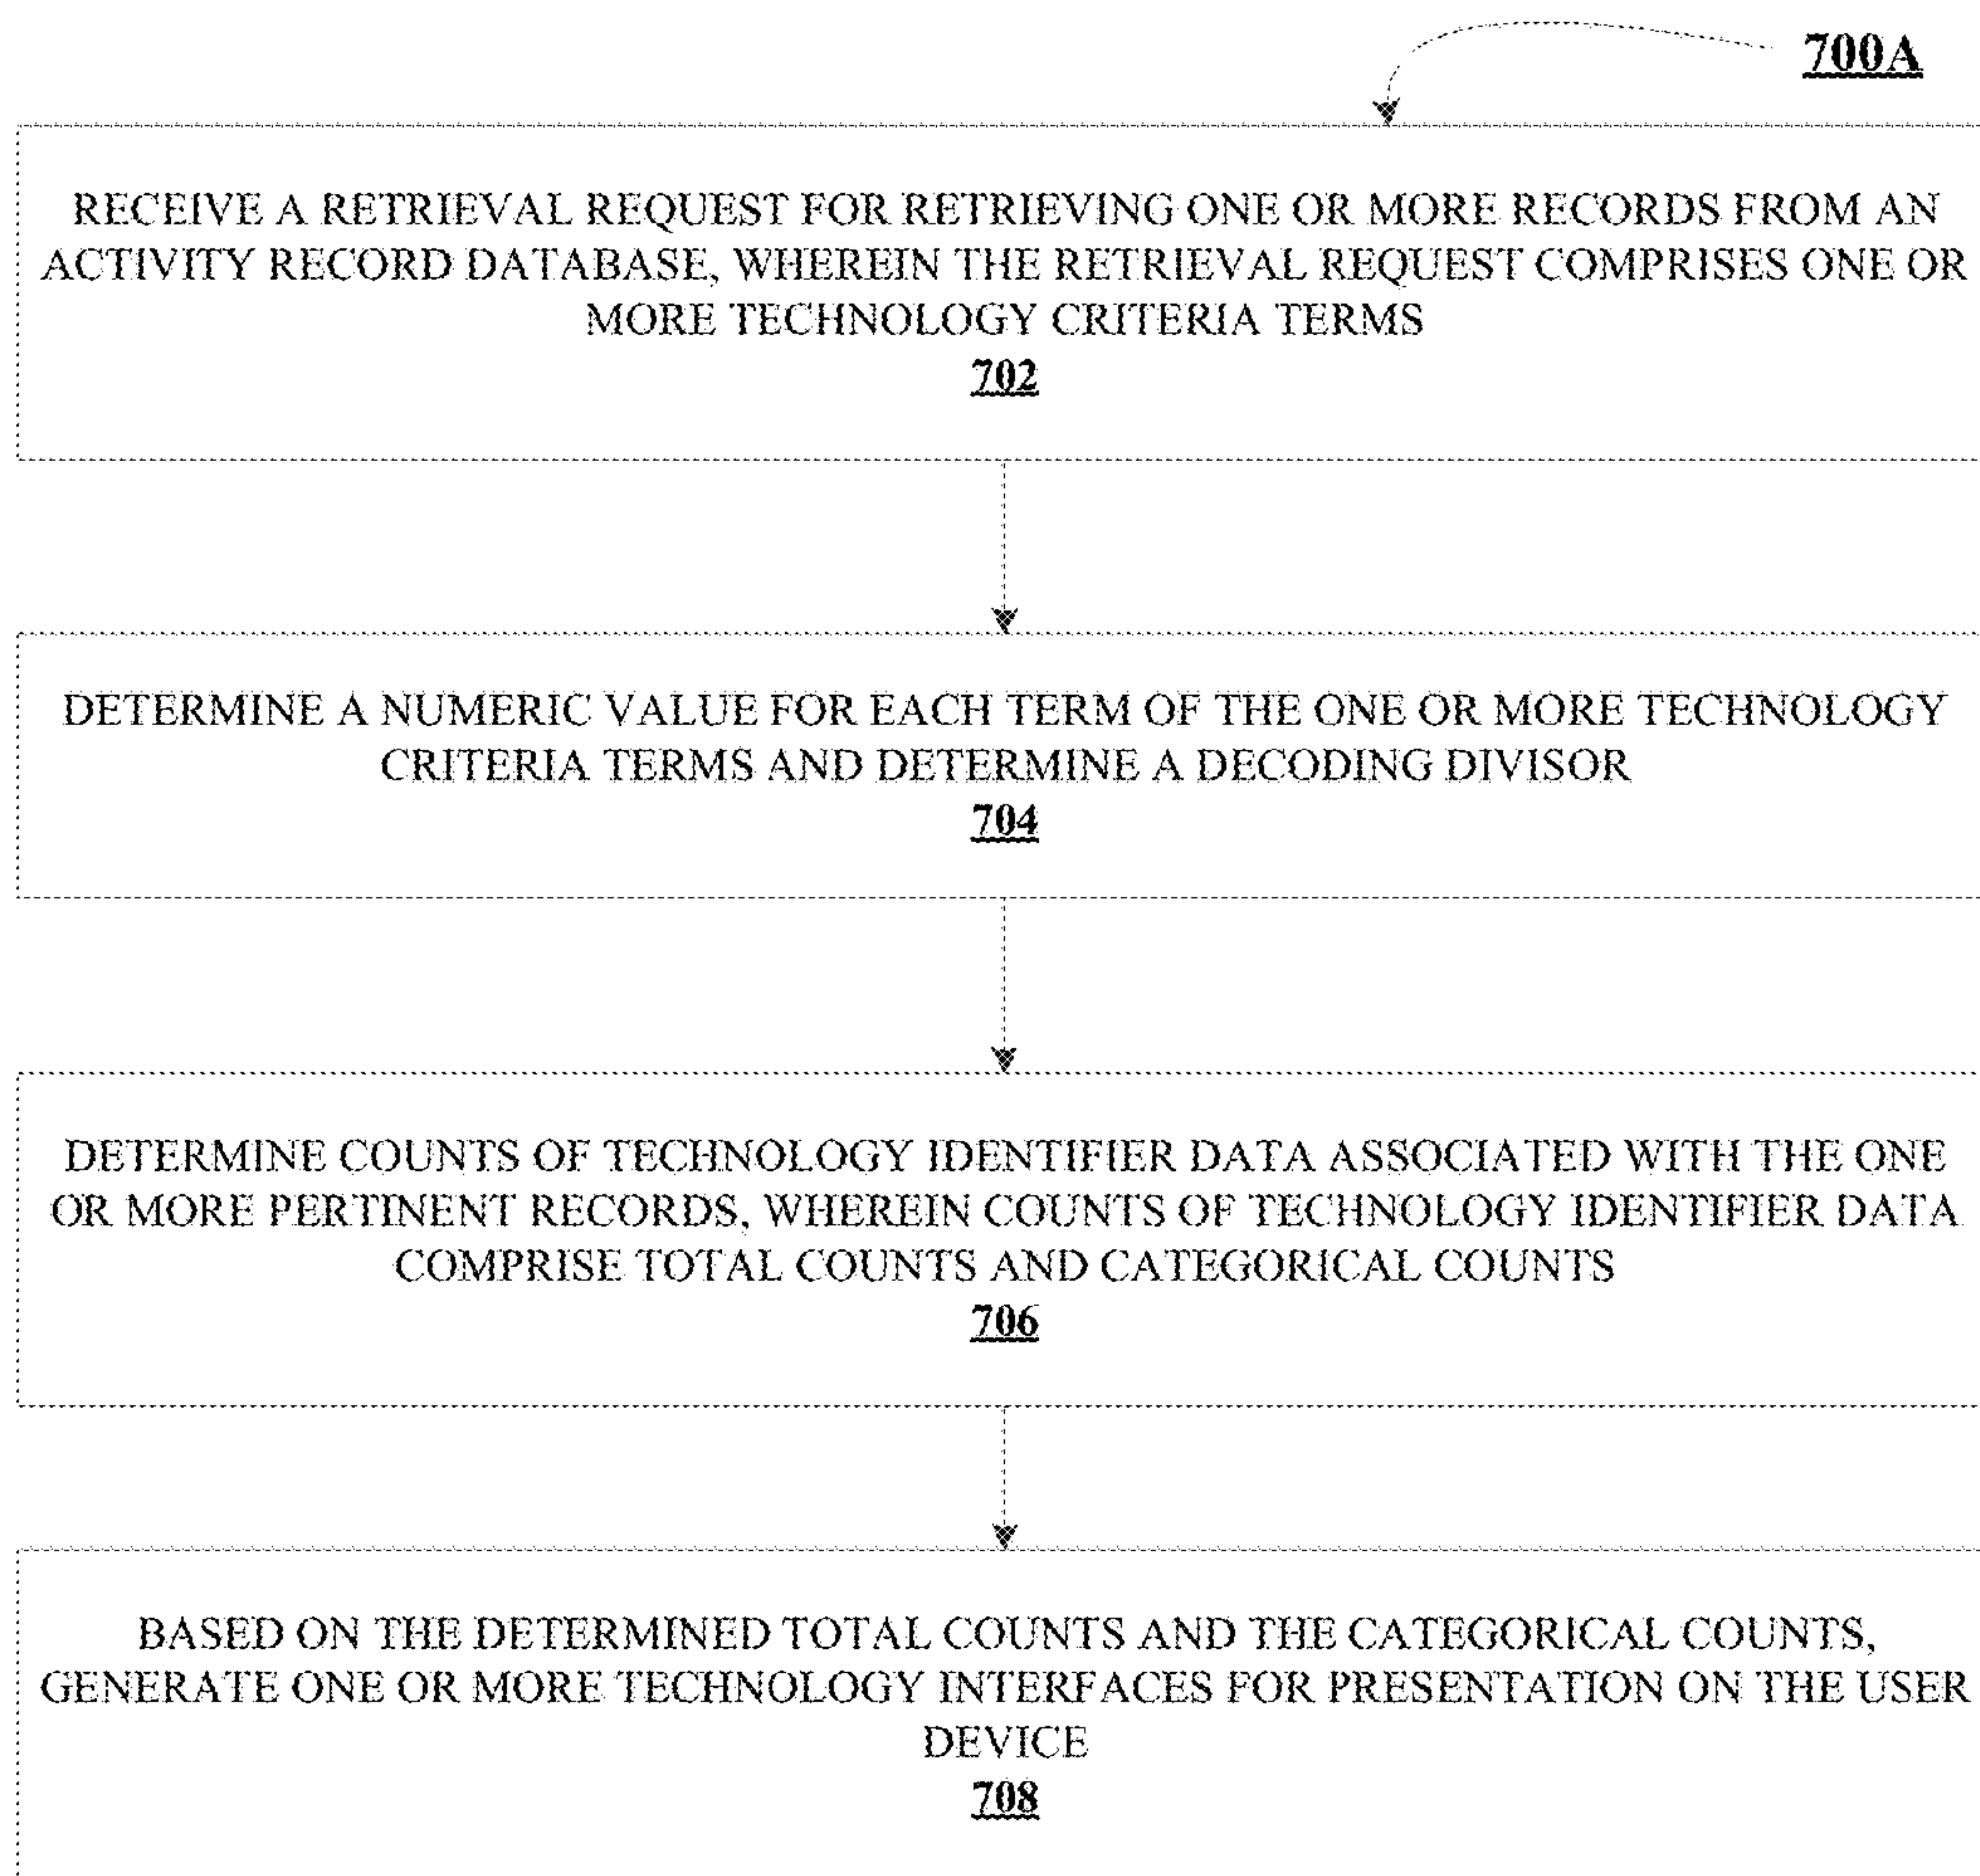 700A
RECEIVE A RETRIEVAL REQUEST FOR RETRIEVING ONE OR MORE RECORDS FROM AN
ACTIVITY RECORD DATABASE, WHEREIN THE RETRIEVAL REQUEST COMPRISES ONE OR
MORE TECHNOLOGY CRITERIA TERMS
702
DETERMINE A NUMERIC VALUE FOR EACH TERM OF THE ONE OR MORE TECHNOLOGY
CRITERIA TERMS AND DETERMINE A DECODING DIVISOR
704
DETERMINE COUNTS OF TECHNOLOGY IDENTIFIER DATA ASSOCIATED WITH THE ONE
OR MORE PERTINENT RECORDS, WHEREIN COUNTS OF TECHNOLOGY IDENTIFIER DATA
COMPRISE TOTAL COUNTS AND CATEGORICAL COUNTS
706
BASED ON THE DETERMINED TOTAL COUNTS AND THE CATEGORICAL COUNTS,
GENERATE ONE OR MORE TECHNOLOGY INTERFACES FOR PRESENTATION ON THE USER
DEVICE
708